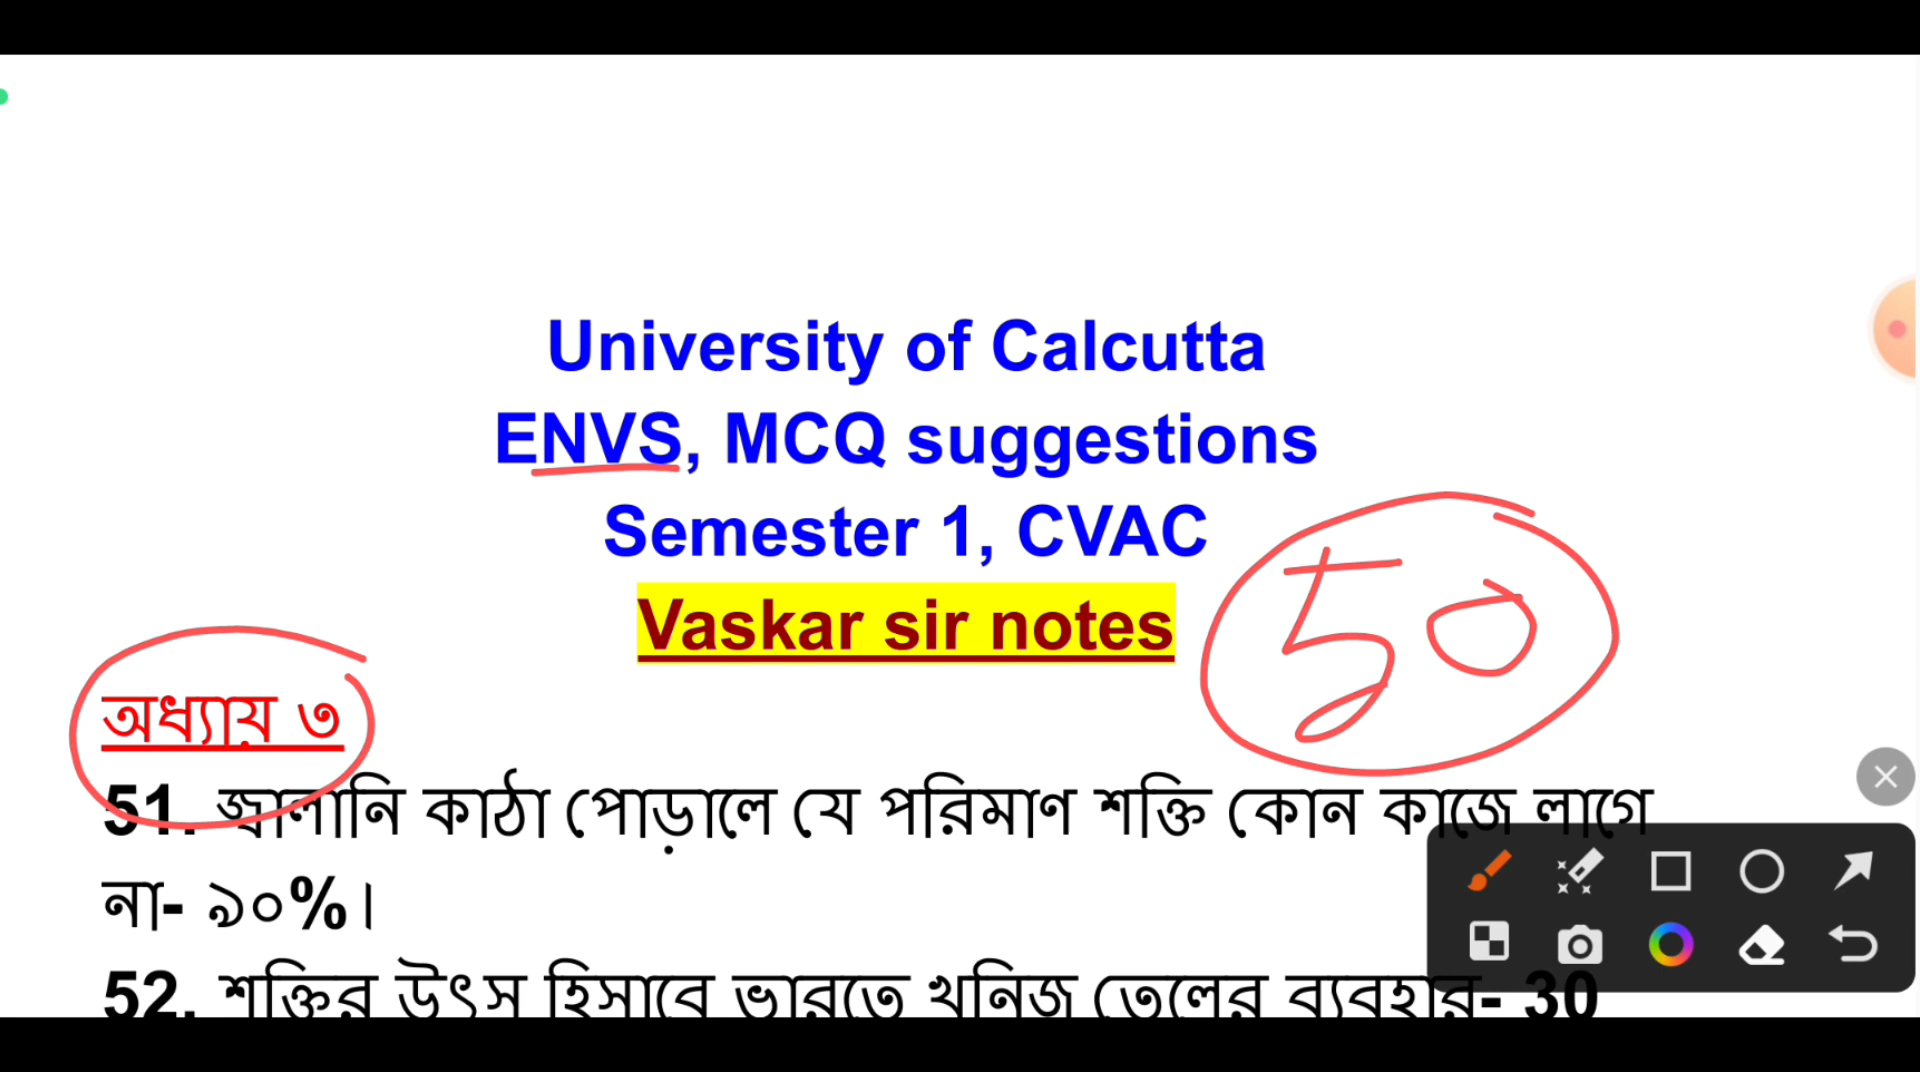 University of Calcutta
ENVS, MCQ suggestions
Semester 1, CVAC
Vaskar sir notes
50
অধ্যায় ৩
51. জ্বালানি কাঠা পোড়ালে যে পরিমাণ শক্তি কোন কাজে লাগে
না- ৯০%।
52. শক্তির উৎস হিসাবে ভারতে খনিজ তেলের ব্যবহার- 30